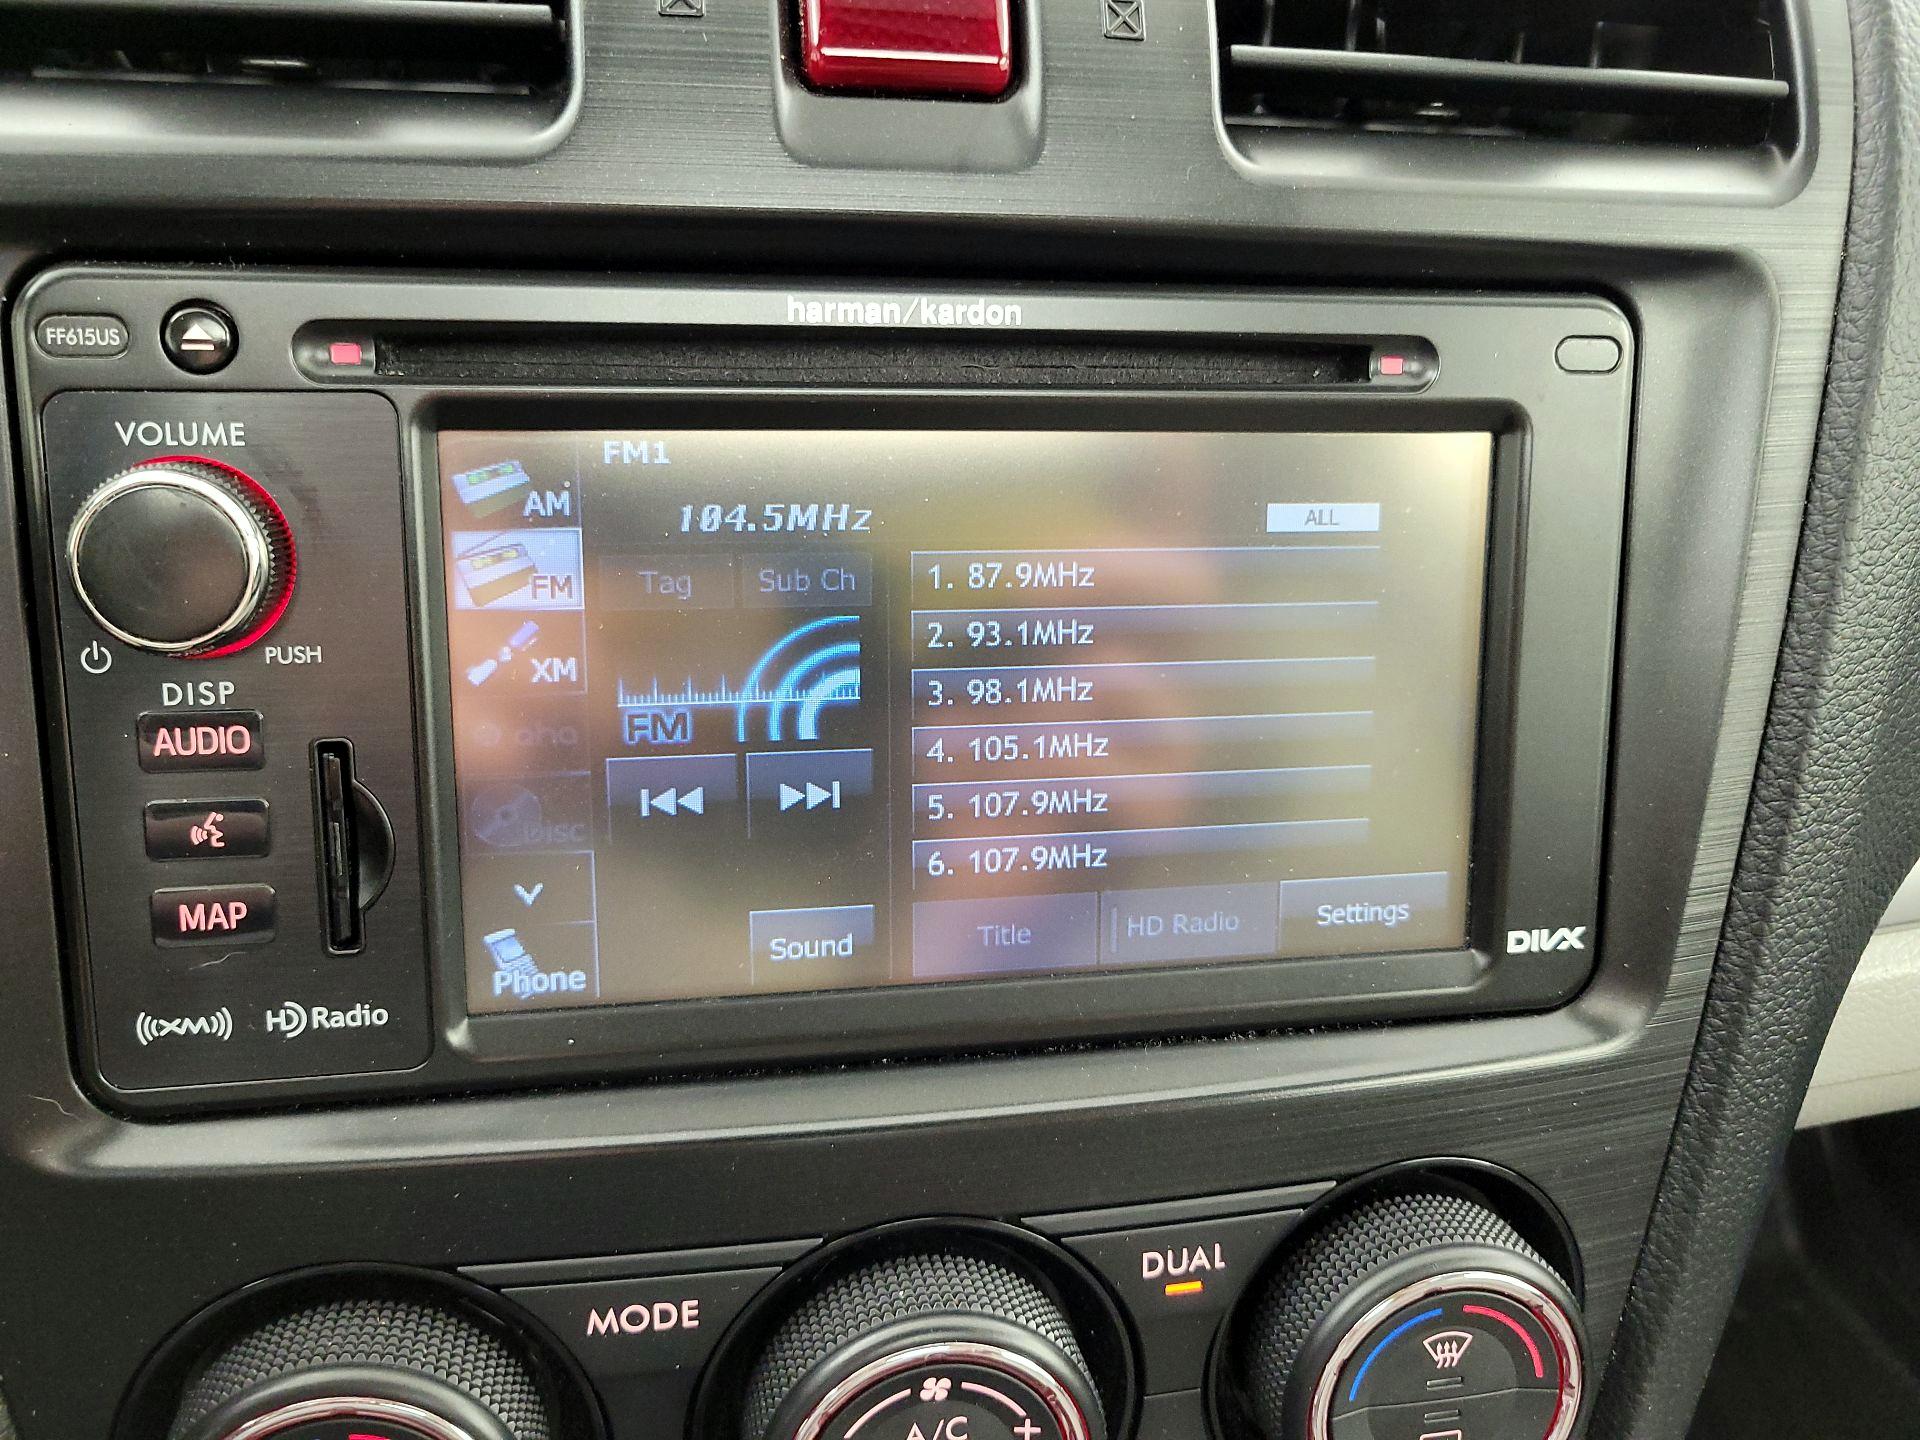 harman/kardon
FF615US
VOLUME
PUSH
DISP
AUDIO
MAP
((XM)) HD Radio
FM1
AM
104.5MHz
ALL
FM
Tag Sub Ch
XM
aha
FM
DISC
Phone
Sound
1. 87.9MHz
2. 93.1MHz
3. 98.1MHz
4. 105.1MHz
5. 107.9MHz
6. 107.9MHz
Title HD Radio Settings
DIVX
MODE
DUAL
A/C +